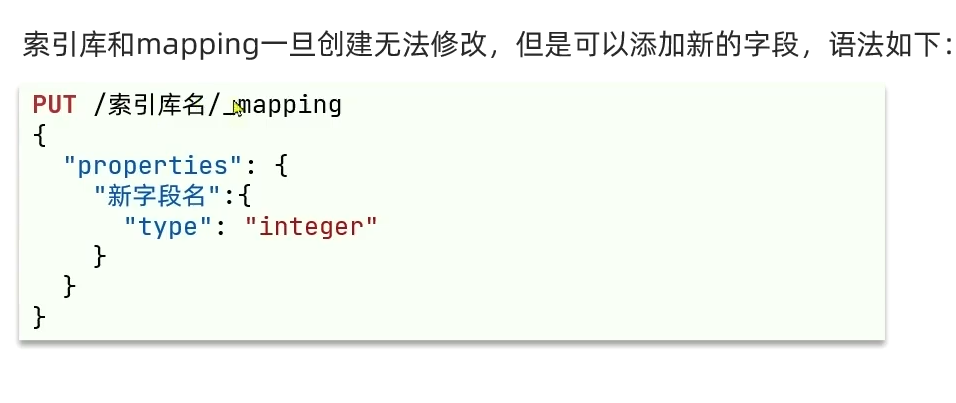 索引库和mapping一旦创建无法修改，但是可以添加新的字段，语法如下：
PUT /索引库名/_mapping
{
  "properties": {
    "新字段名":{
      "type": "integer"
    }
  }
}